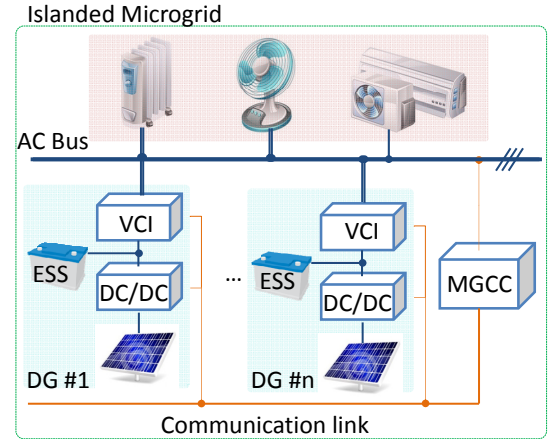 Islanded Microgrid
AC Bus
VCI
VCI
ESS
...
ESS
MGCC
DC/DC
DC/DC
DG #1
DG #n
Communication link